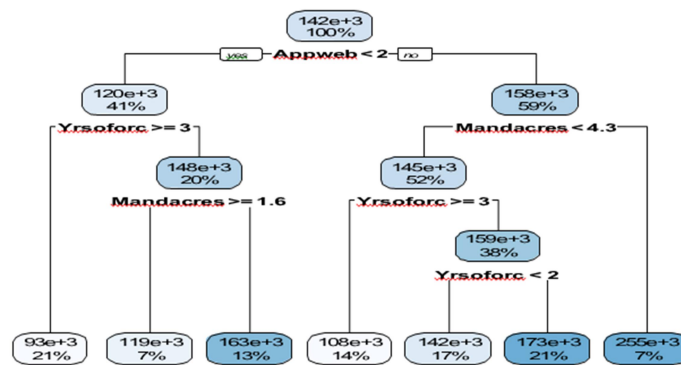 142e+3
100%
yes Appweb < 2 no
120e+3
41%
158e+3
59%
Yrsoforc >= 3
Mandacres < 4.3
148e+3
20%
145e+3
52%
Mandacres >= 1.6
Yrsoforc >= 3
159e+3
38%
Yrsoforc < 2
93e+3
21%
119e+3
7%
163e+3
13%
108e+3
14%
142e+3
17%
173e+3
21%
255e+3
7%